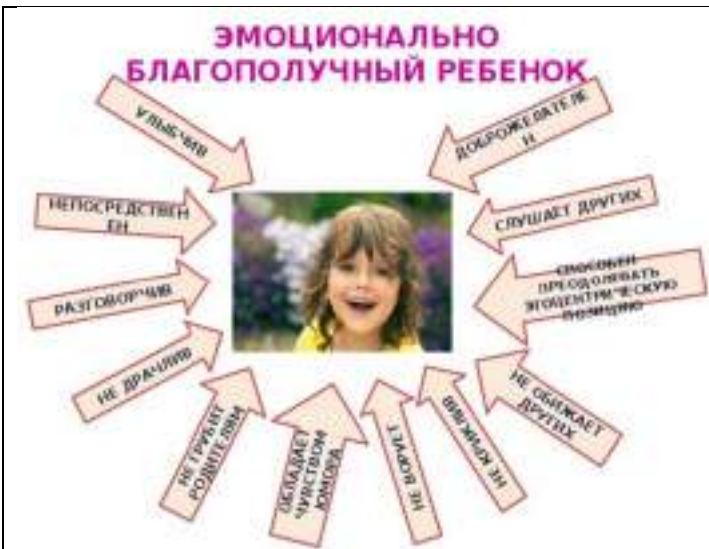 ЭМОЦИОНАЛЬНО
БЛАГОПОЛУЧНЫЙ РЕБЕНОК
УЛЫБЧИВ
ДОБРОЖЕЛАТЕЛЕ
Н
НЕПОСРЕДСТВЕН
ЕН
СЛУШАЕТ ДРУГИХ
РАЗГОВОРЧИВ
СПОСОБЕН
ПРЕОДОЛЕВАТЬ
ЭГОЦЕНТРИЧЕСКУЮ
ПОЗИЦИЮ
НЕ ДРАЧЛИВ
НЕ ОБИЖАЕТ
ДРУГИХ
НЕ ГРУБИТ
РОДИТЕЛЯМ
ОБЛАДАЕТ
ЧУВСТВОМ
ЮМОРА
НЕ ВОРУЕТ
НЕ КРИКЛИВ